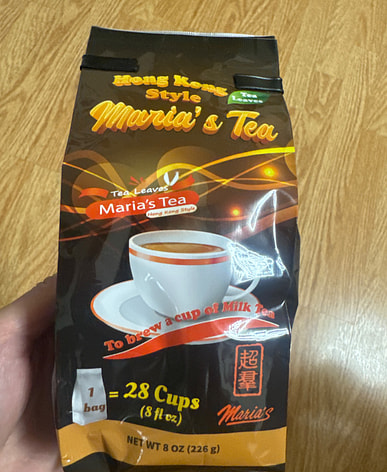 Hong Kong
Style
Tea
Leaves
Maria's Tea
Tea Leaves
Maria's Tea
Hong Kong Style
To brew a cup of Milk Tea
超
羣
1
bag
= 28 Cups
(8 fl oz)
Maria's
NET WT 8 OZ (226 g)